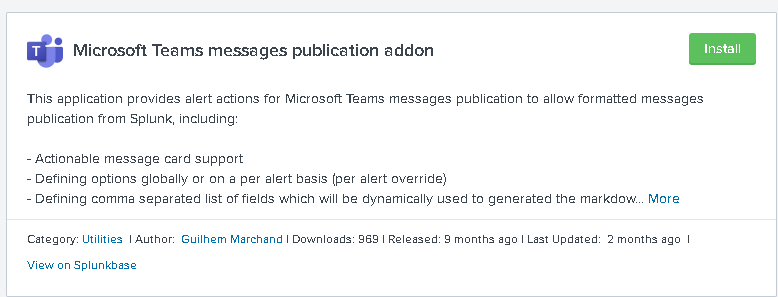 T
Microsoft Teams messages publication addon
Install
This application provides alert actions for Microsoft Teams messages publication to allow formatted messages
publication from Splunk, including:
- Actionable message card support
- Defining options globally or on a per alert basis (per alert override)
- Defining comma separated list of fields which will be dynamically used to generated the markdow... More
Category: Utilities | Author: Guilhem Marchand | Downloads: 969 | Released: 9 months ago | Last Updated: 2 months ago |
View on Splunkbase